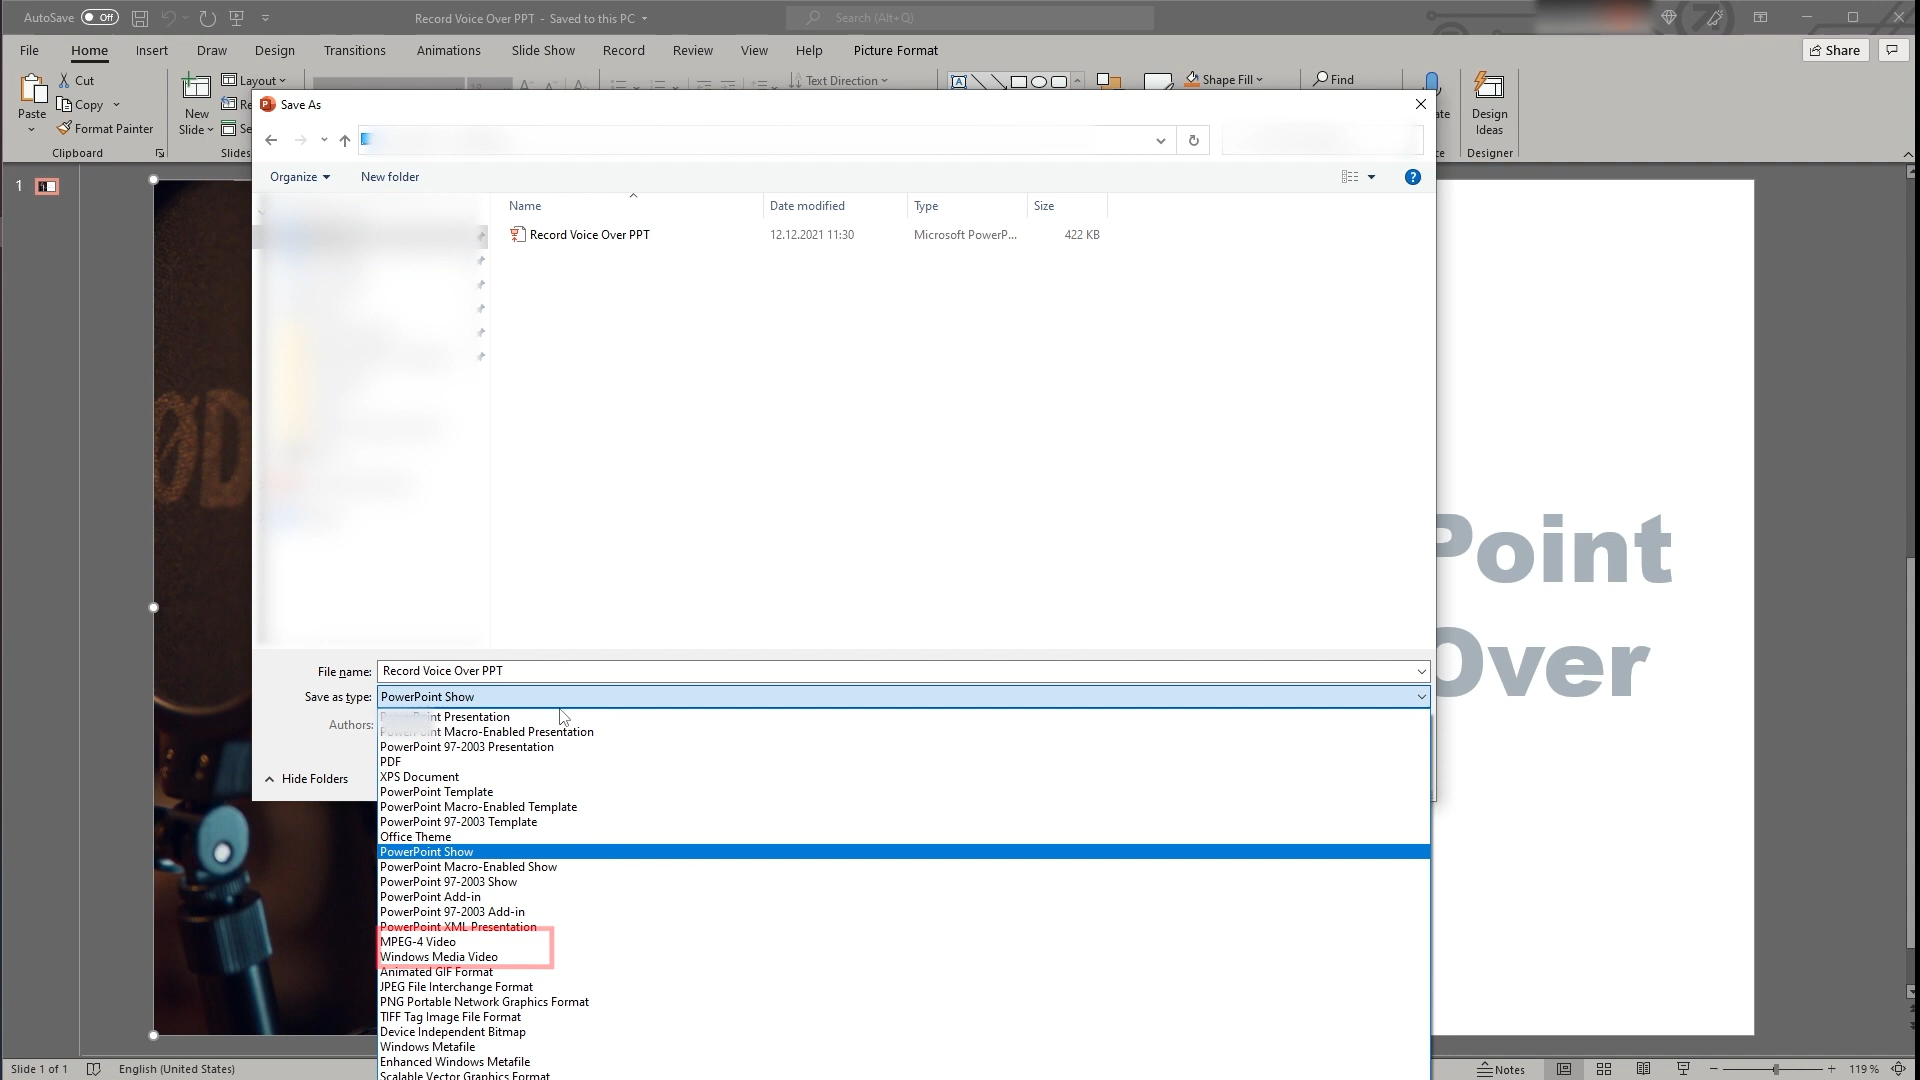 AutoSave Off Record Voice Over PPT - Saved to this PC Search (Alt+Q)
File Home Insert Draw Design Transitions Animations Slide Show Record Review View Help Picture Format Share
Cut Layout Text Direction Shape Fill Find
Copy
Format Painter
Paste New Slide Design Ideas
Clipboard Slides Designer
Save As
Organize New folder
Name Date modified Type Size
1
Record Voice Over PPT 12.12.2021 11:30 Microsoft PowerP... 422 KB
Point
Over
File name: Record Voice Over PPT
Save as type: PowerPoint Show
Authors:
Hide Folders
PowerPoint Presentation
PowerPoint Macro-Enabled Presentation
PowerPoint 97-2003 Presentation
PDF
XPS Document
PowerPoint Template
PowerPoint Macro-Enabled Template
PowerPoint 97-2003 Template
Office Theme
PowerPoint Show
PowerPoint Macro-Enabled Show
PowerPoint 97-2003 Show
PowerPoint Add-in
PowerPoint 97-2003 Add-in
PowerPoint XML Presentation
MPEG-4 Video
Windows Media Video
Animated GIF Format
JPEG File Interchange Format
PNG Portable Network Graphics Format
TIFF Tag Image File Format
Device Independent Bitmap
Windows Metafile
Enhanced Windows Metafile
Scalable Vector Graphics Format
Slide 1 of 1 English (United States) Notes 119 %